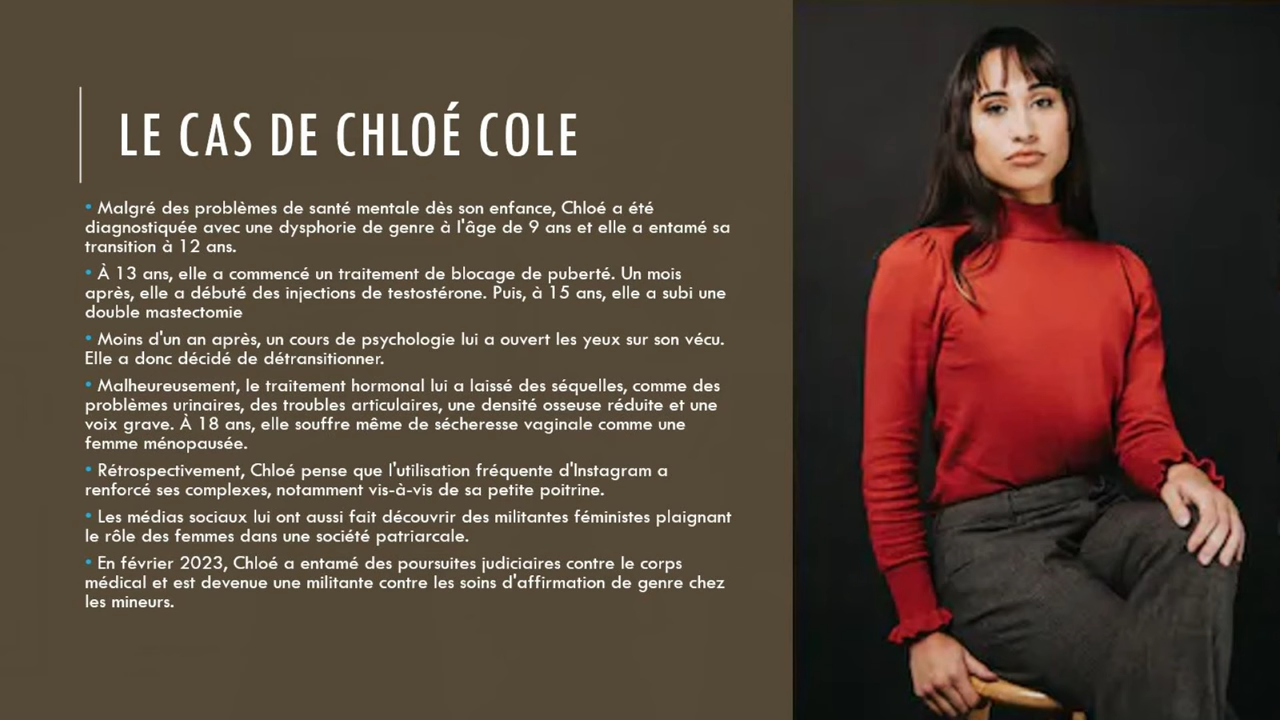 LE CAS DE CHLOÉ COLE
• Malgré des problèmes de santé mentale dès son enfance, Chloé a été
diagnostiquée avec une dysphorie de genre à l'âge de 9 ans et elle a entamé sa
transition à 12 ans.
• À 13 ans, elle a commencé un traitement de blocage de puberté. Un mois
après, elle a débuté des injections de testostérone. Puis, à 15 ans, elle a subi une
double mastectomie
• Moins d'un an après, un cours de psychologie lui a ouvert les yeux sur son vécu.
Elle a donc décidé de détransitionner.
• Malheureusement, le traitement hormonal lui a laissé des séquelles, comme des
problèmes urinaires, des troubles articulaires, une densité osseuse réduite et une
voix grave. À 18 ans, elle souffre même de sécheresse vaginale comme une
femme ménopausée.
• Rétrospectivement, Chloé pense que l'utilisation fréquente d'Instagram a
renforcé ses complexes, notamment vis-à-vis de sa petite poitrine.
• Les médias sociaux lui ont aussi fait découvrir des militantes féministes plaignant
le rôle des femmes dans une société patriarcale.
• En février 2023, Chloé a entamé des poursuites judiciaires contre le corps
médical et est devenue une militante contre les soins d'affirmation de genre chez
les mineurs.